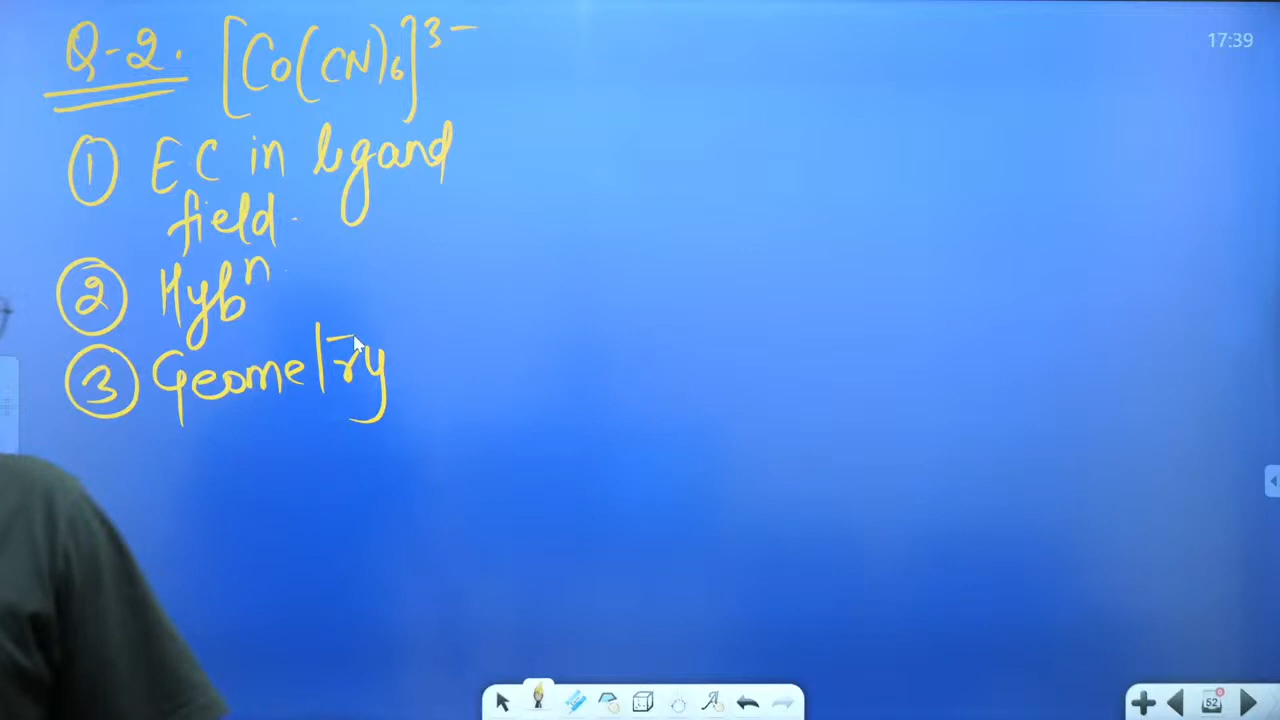 Q-2. [Co(CN)6]3-
17:39
① EC in ligand
field.
② Hybn
③ Geometry
52